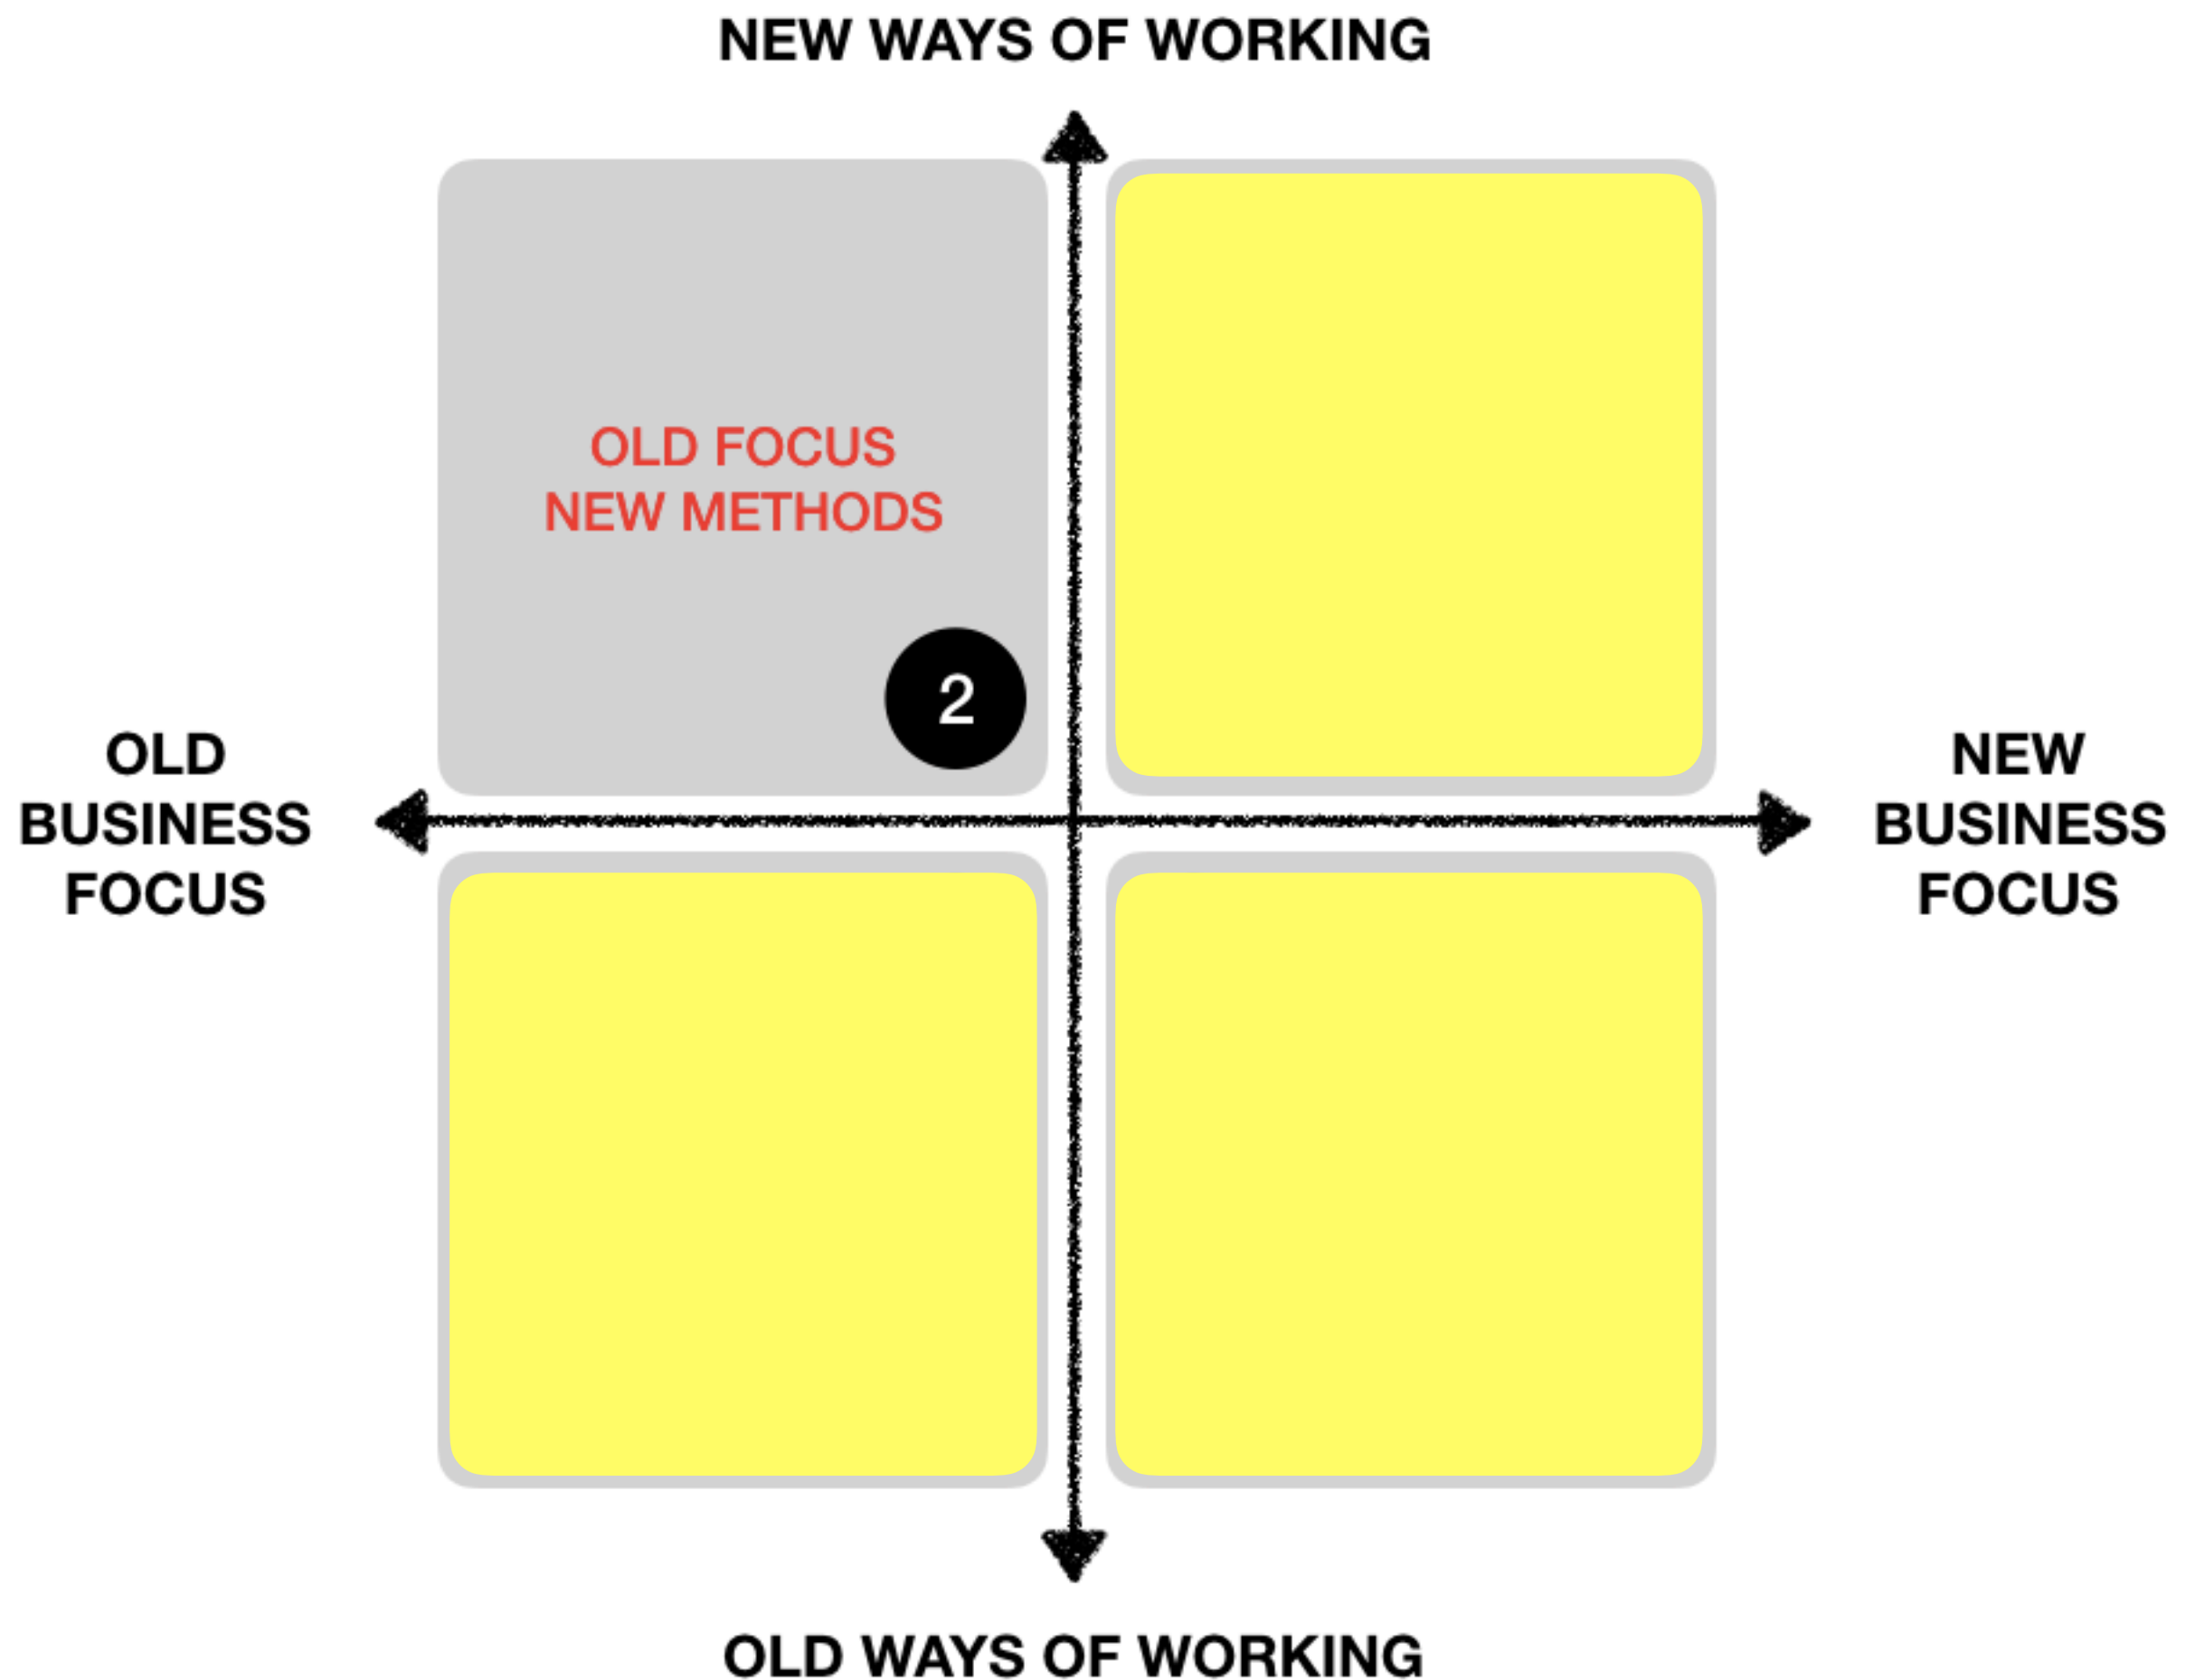 NEW WAYS OF WORKING
OLD FOCUS
NEW METHODS
2
OLD
BUSINESS
FOCUS
NEW
BUSINESS
FOCUS
OLD WAYS OF WORKING